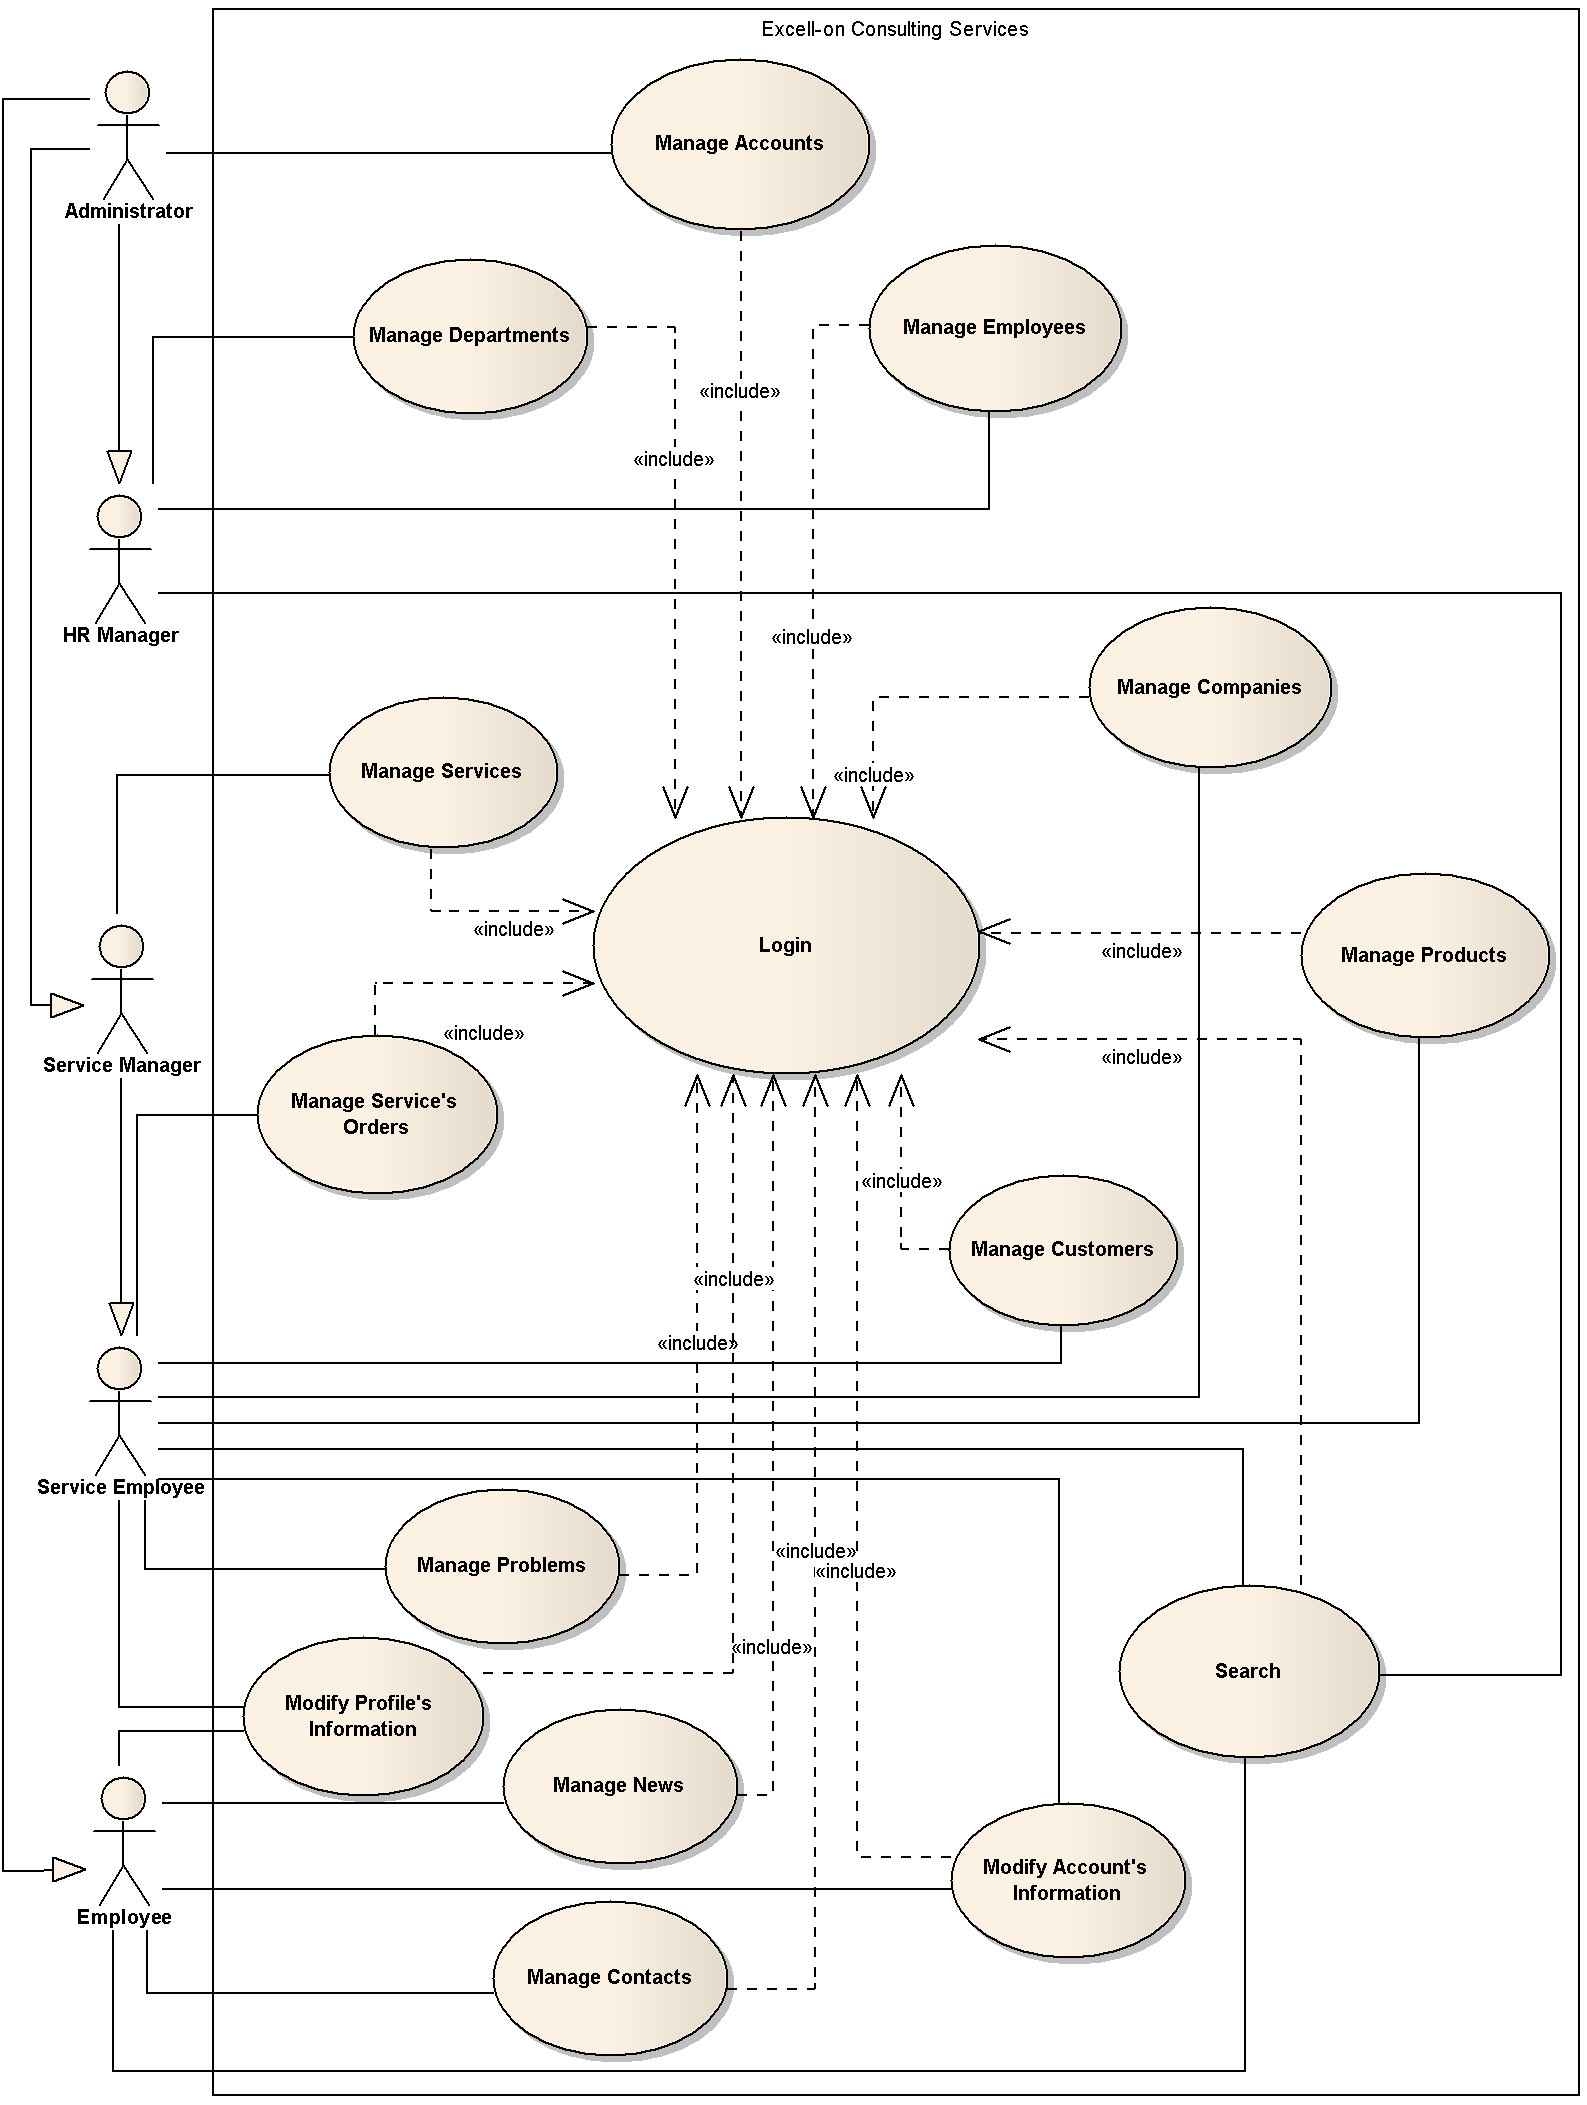 Excell-on Consulting Services
Manage Accounts
Administrator
Manage Departments
Manage Employees
«include»
«include»
HR Manager
«include»
Manage Companies
Manage Services
«include»
«include»
Login
Manage Products
«include»
«include»
«include»
Service Manager
Manage Service's
Orders
«include»
Manage Customers
«include»
«include»
Service Employee
Manage Problems
«include»
«include»
«include»
Search
Modify Profile's
Information
Manage News
Modify Account's
Information
Employee
Manage Contacts